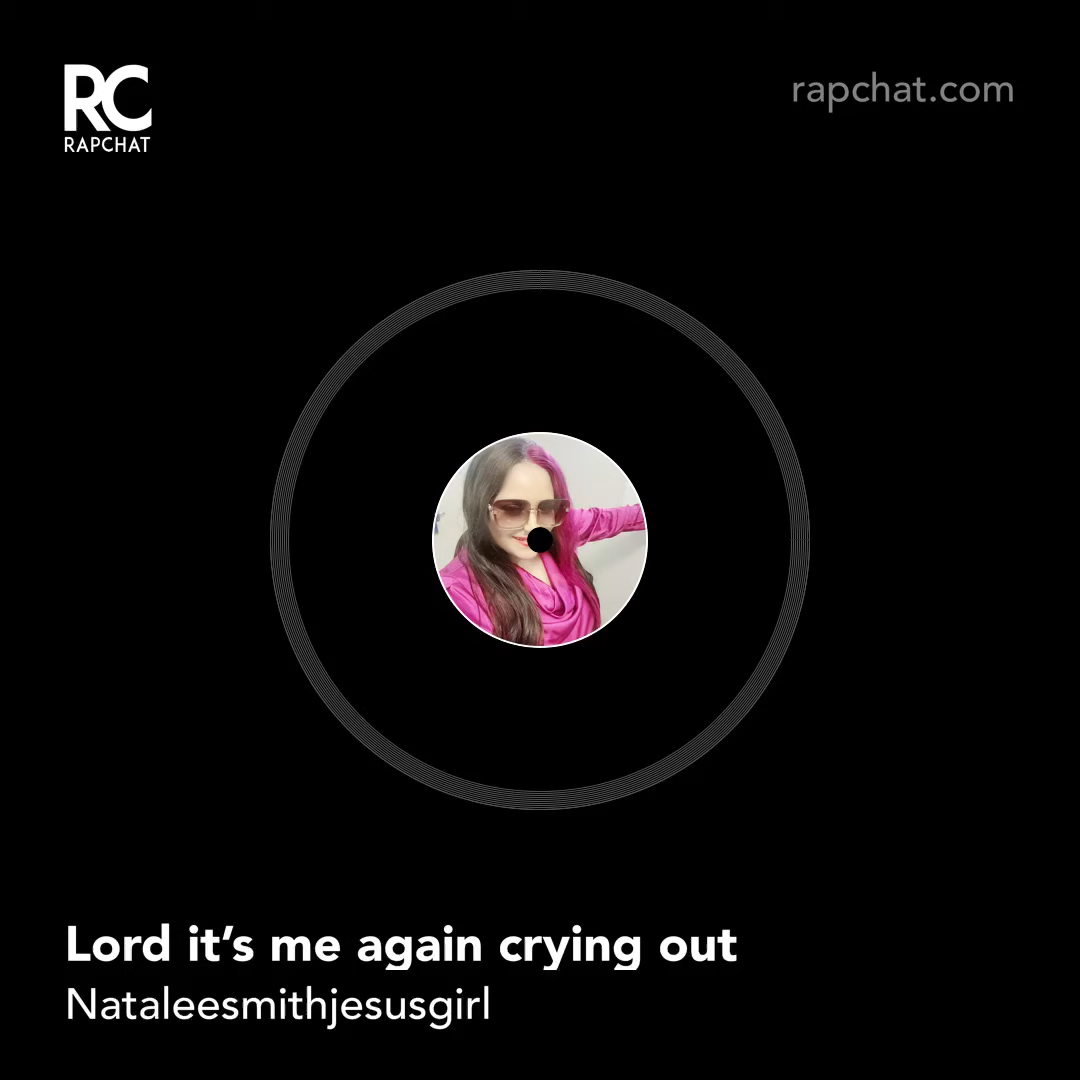 RC
RAPCHAT
rapchat.com
Lord it’s me again crying out
Nataleesmithjesusgirl